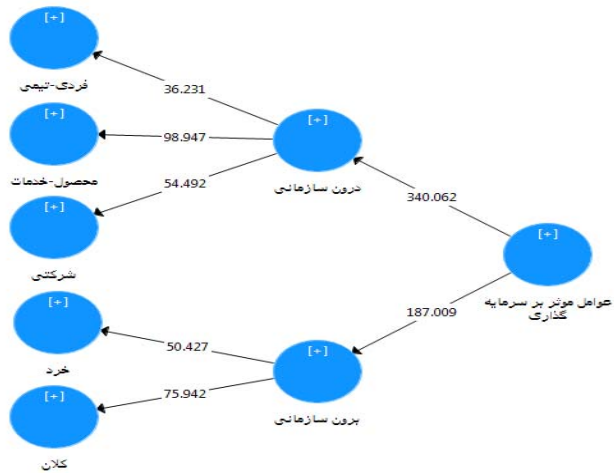 [+]
فردی-تیمی
36.231
[+]
محصول-خدمات
98.947
[+]
درون سازمانی
54.492
[+]
شرکتی
340.062
[+]
عوامل موثر بر سرمایه
گذاری
187.009
[+]
خرد
50.427
[+]
برون سازمانی
75.942
[+]
کلان